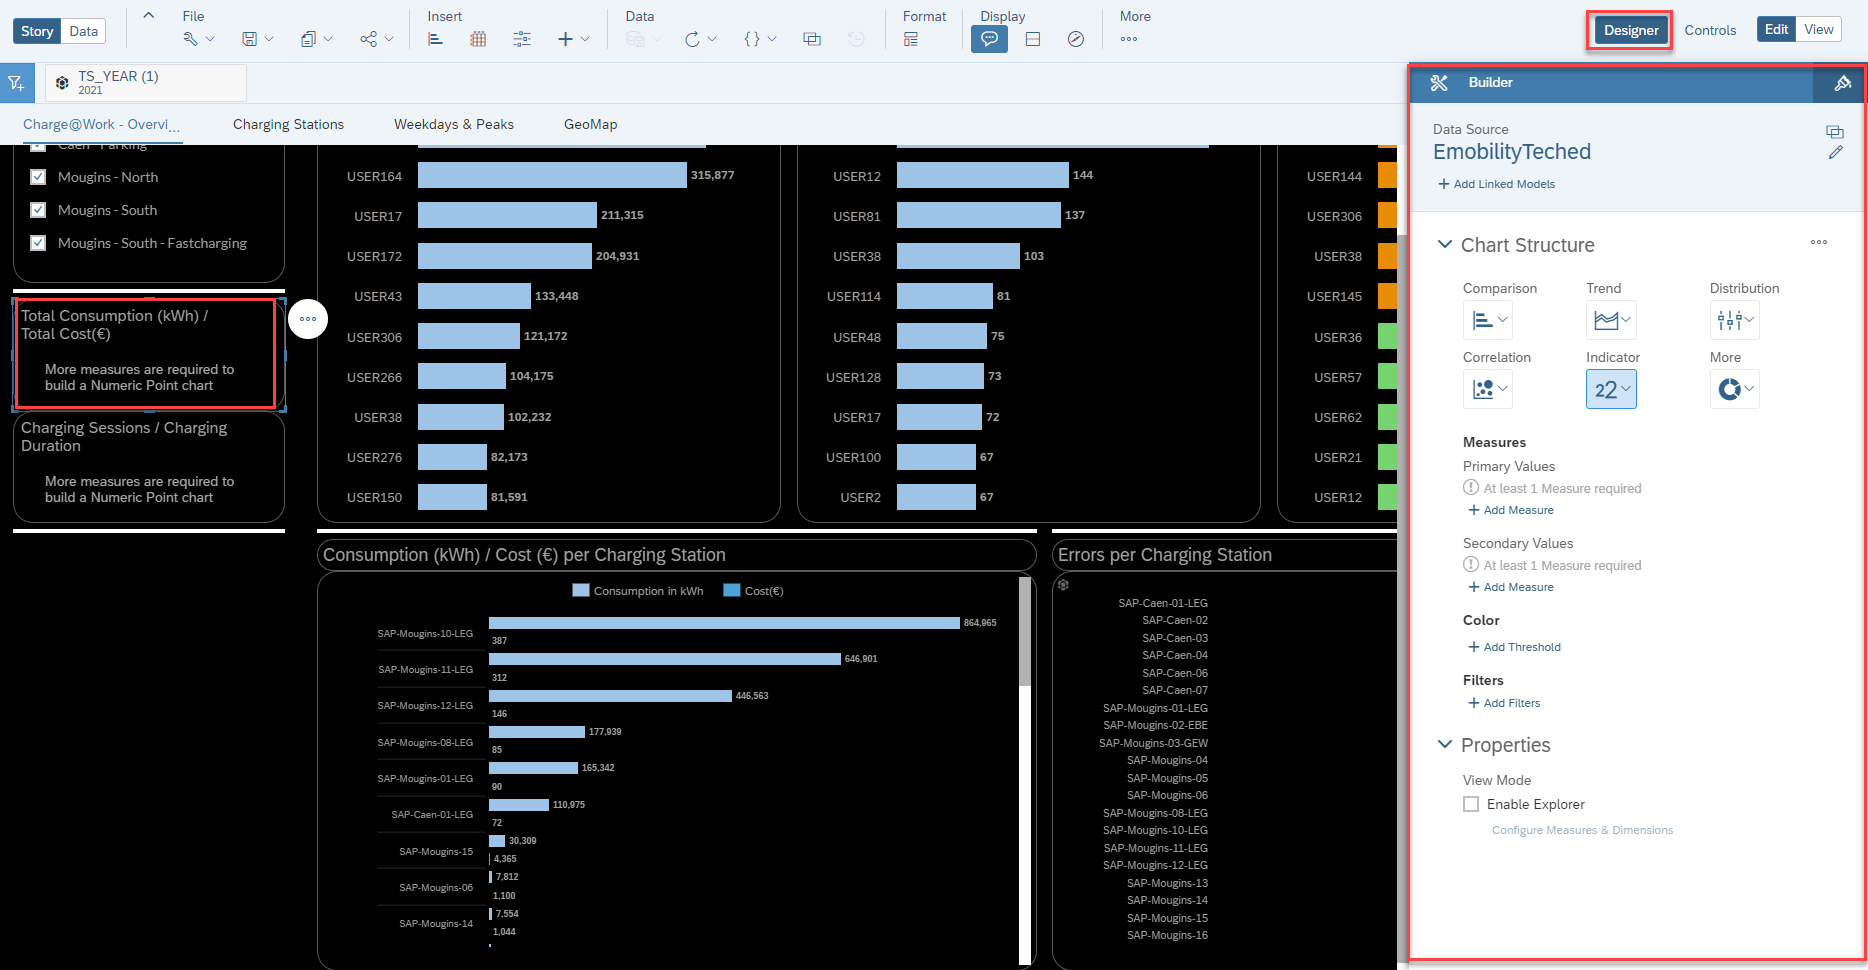 Story
Data
File
Insert
Data
Format
Display
More
Designer
Controls
Edit
View
TS_YEAR (1)
2021
Charge@Work - Overvi...
Charging Stations
Weekdays & Peaks
GeoMap
Caen - Parking
Mougins - North
Mougins - South
Mougins - South - Fastcharging
Total Consumption (kWh) /
Total Cost(€)
More measures are required to
build a Numeric Point chart
Charging Sessions / Charging
Duration
More measures are required to
build a Numeric Point chart
USER164 315,877
USER17 211,315
USER172 204,931
USER43 133,448
USER306 121,172
USER266 104,175
USER38 102,232
USER276 82,173
USER150 81,591
USER12 144
USER81 137
USER38 103
USER114 81
USER48 75
USER128 73
USER17 72
USER100 67
USER2 67
USER144
USER306
USER38
USER145
USER36
USER57
USER62
USER21
USER12
Consumption (kWh) / Cost (€) per Charging Station
Consumption in kWh
Cost(€)
SAP-Mougins-10-LEG
864,965
387
SAP-Mougins-11-LEG
646,901
312
SAP-Mougins-12-LEG
446,563
146
SAP-Mougins-08-LEG
177,939
85
SAP-Mougins-01-LEG
165,342
90
SAP-Caen-01-LEG
110,975
72
SAP-Mougins-15
30,309
4,365
SAP-Mougins-06
7,812
1,100
SAP-Mougins-14
7,554
1,044
Errors per Charging Station
SAP-Caen-01-LEG
SAP-Caen-02
SAP-Caen-03
SAP-Caen-04
SAP-Caen-06
SAP-Caen-07
SAP-Mougins-01-LEG
SAP-Mougins-02-EBE
SAP-Mougins-03-GEW
SAP-Mougins-04
SAP-Mougins-05
SAP-Mougins-06
SAP-Mougins-08-LEG
SAP-Mougins-10-LEG
SAP-Mougins-11-LEG
SAP-Mougins-12-LEG
SAP-Mougins-13
SAP-Mougins-14
SAP-Mougins-15
SAP-Mougins-16
Builder
Data Source
EmobilityTeched
+ Add Linked Models
Chart Structure
Comparison
Trend
Distribution
Correlation
Indicator
More
22
Measures
Primary Values
At least 1 Measure required
+ Add Measure
Secondary Values
At least 1 Measure required
+ Add Measure
Color
+ Add Threshold
Filters
+ Add Filters
Properties
View Mode
Enable Explorer
Configure Measures & Dimensions